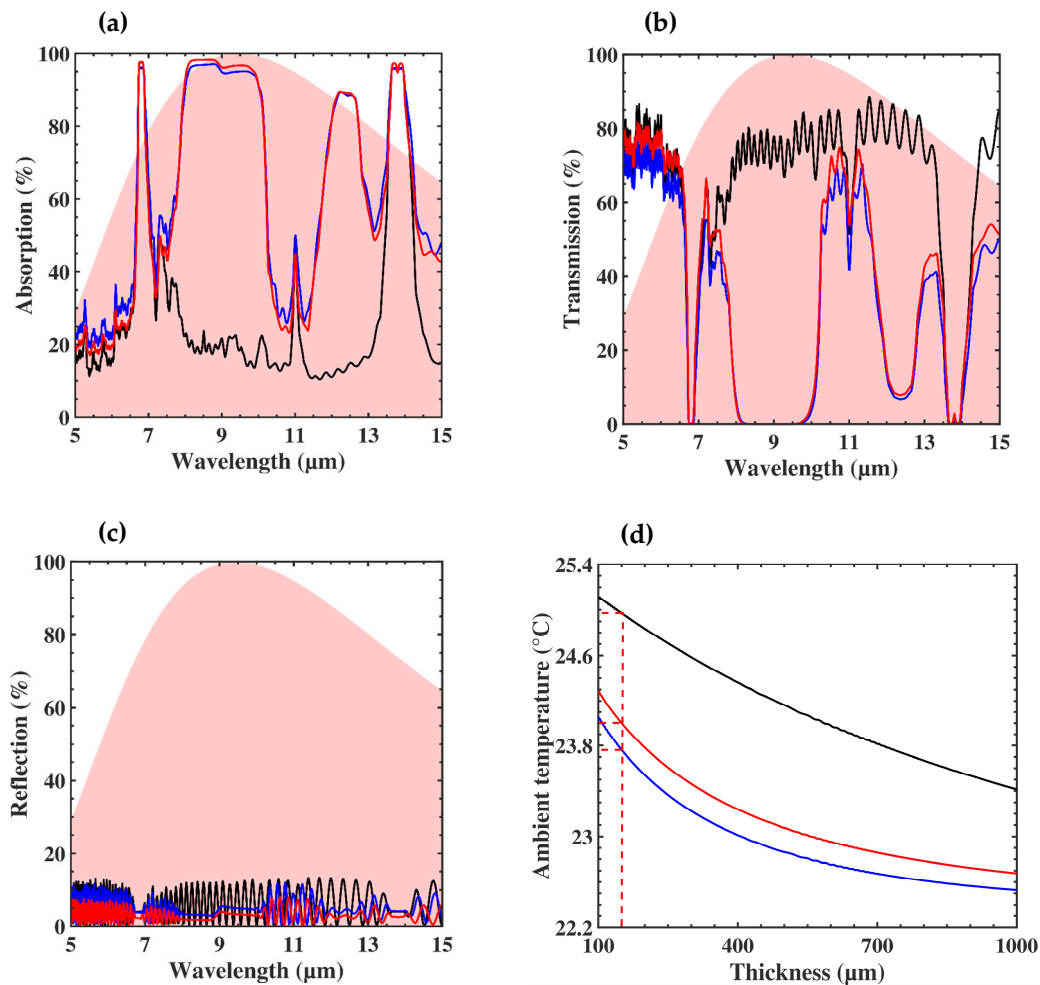 (a)
100
80
60
40
20
0
5 7 9 11 13 15
Absorption (%)
Wavelength (µm)
(b)
100
80
60
40
20
0
5 7 9 11 13 15
Transmission (%)
Wavelength (µm)
(c)
100
80
60
40
20
0
5 7 9 11 13 15
Reflection (%)
Wavelength (µm)
(d)
25.4
24.6
23.8
23
22.2
100 400 700 1000
Ambient temperature (°C)
Thickness (µm)